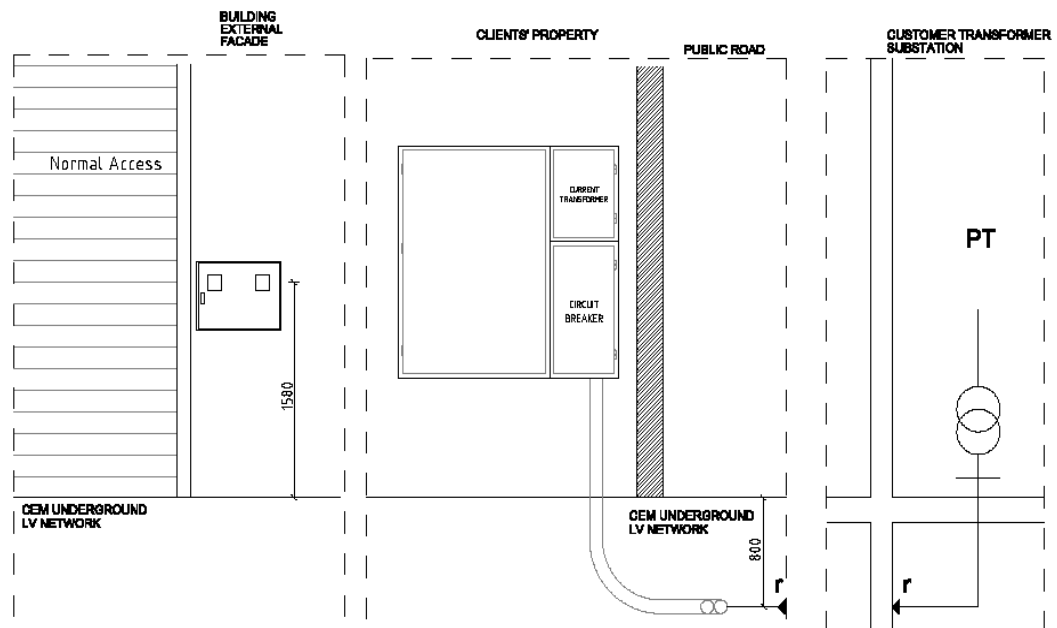 BUILDING
EXTERNAL
FACADE
CLIENTS' PROPERTY
PUBLIC ROAD
CUSTOMER TRANSFORMER
SUBSTATION
Normal Access
CURRENT
TRANSFORMER
CIRCUIT
BREAKER
PT
1580
CEM UNDERGROUND
LV NETWORK
CEM UNDERGROUND
LV NETWORK
800
r
r